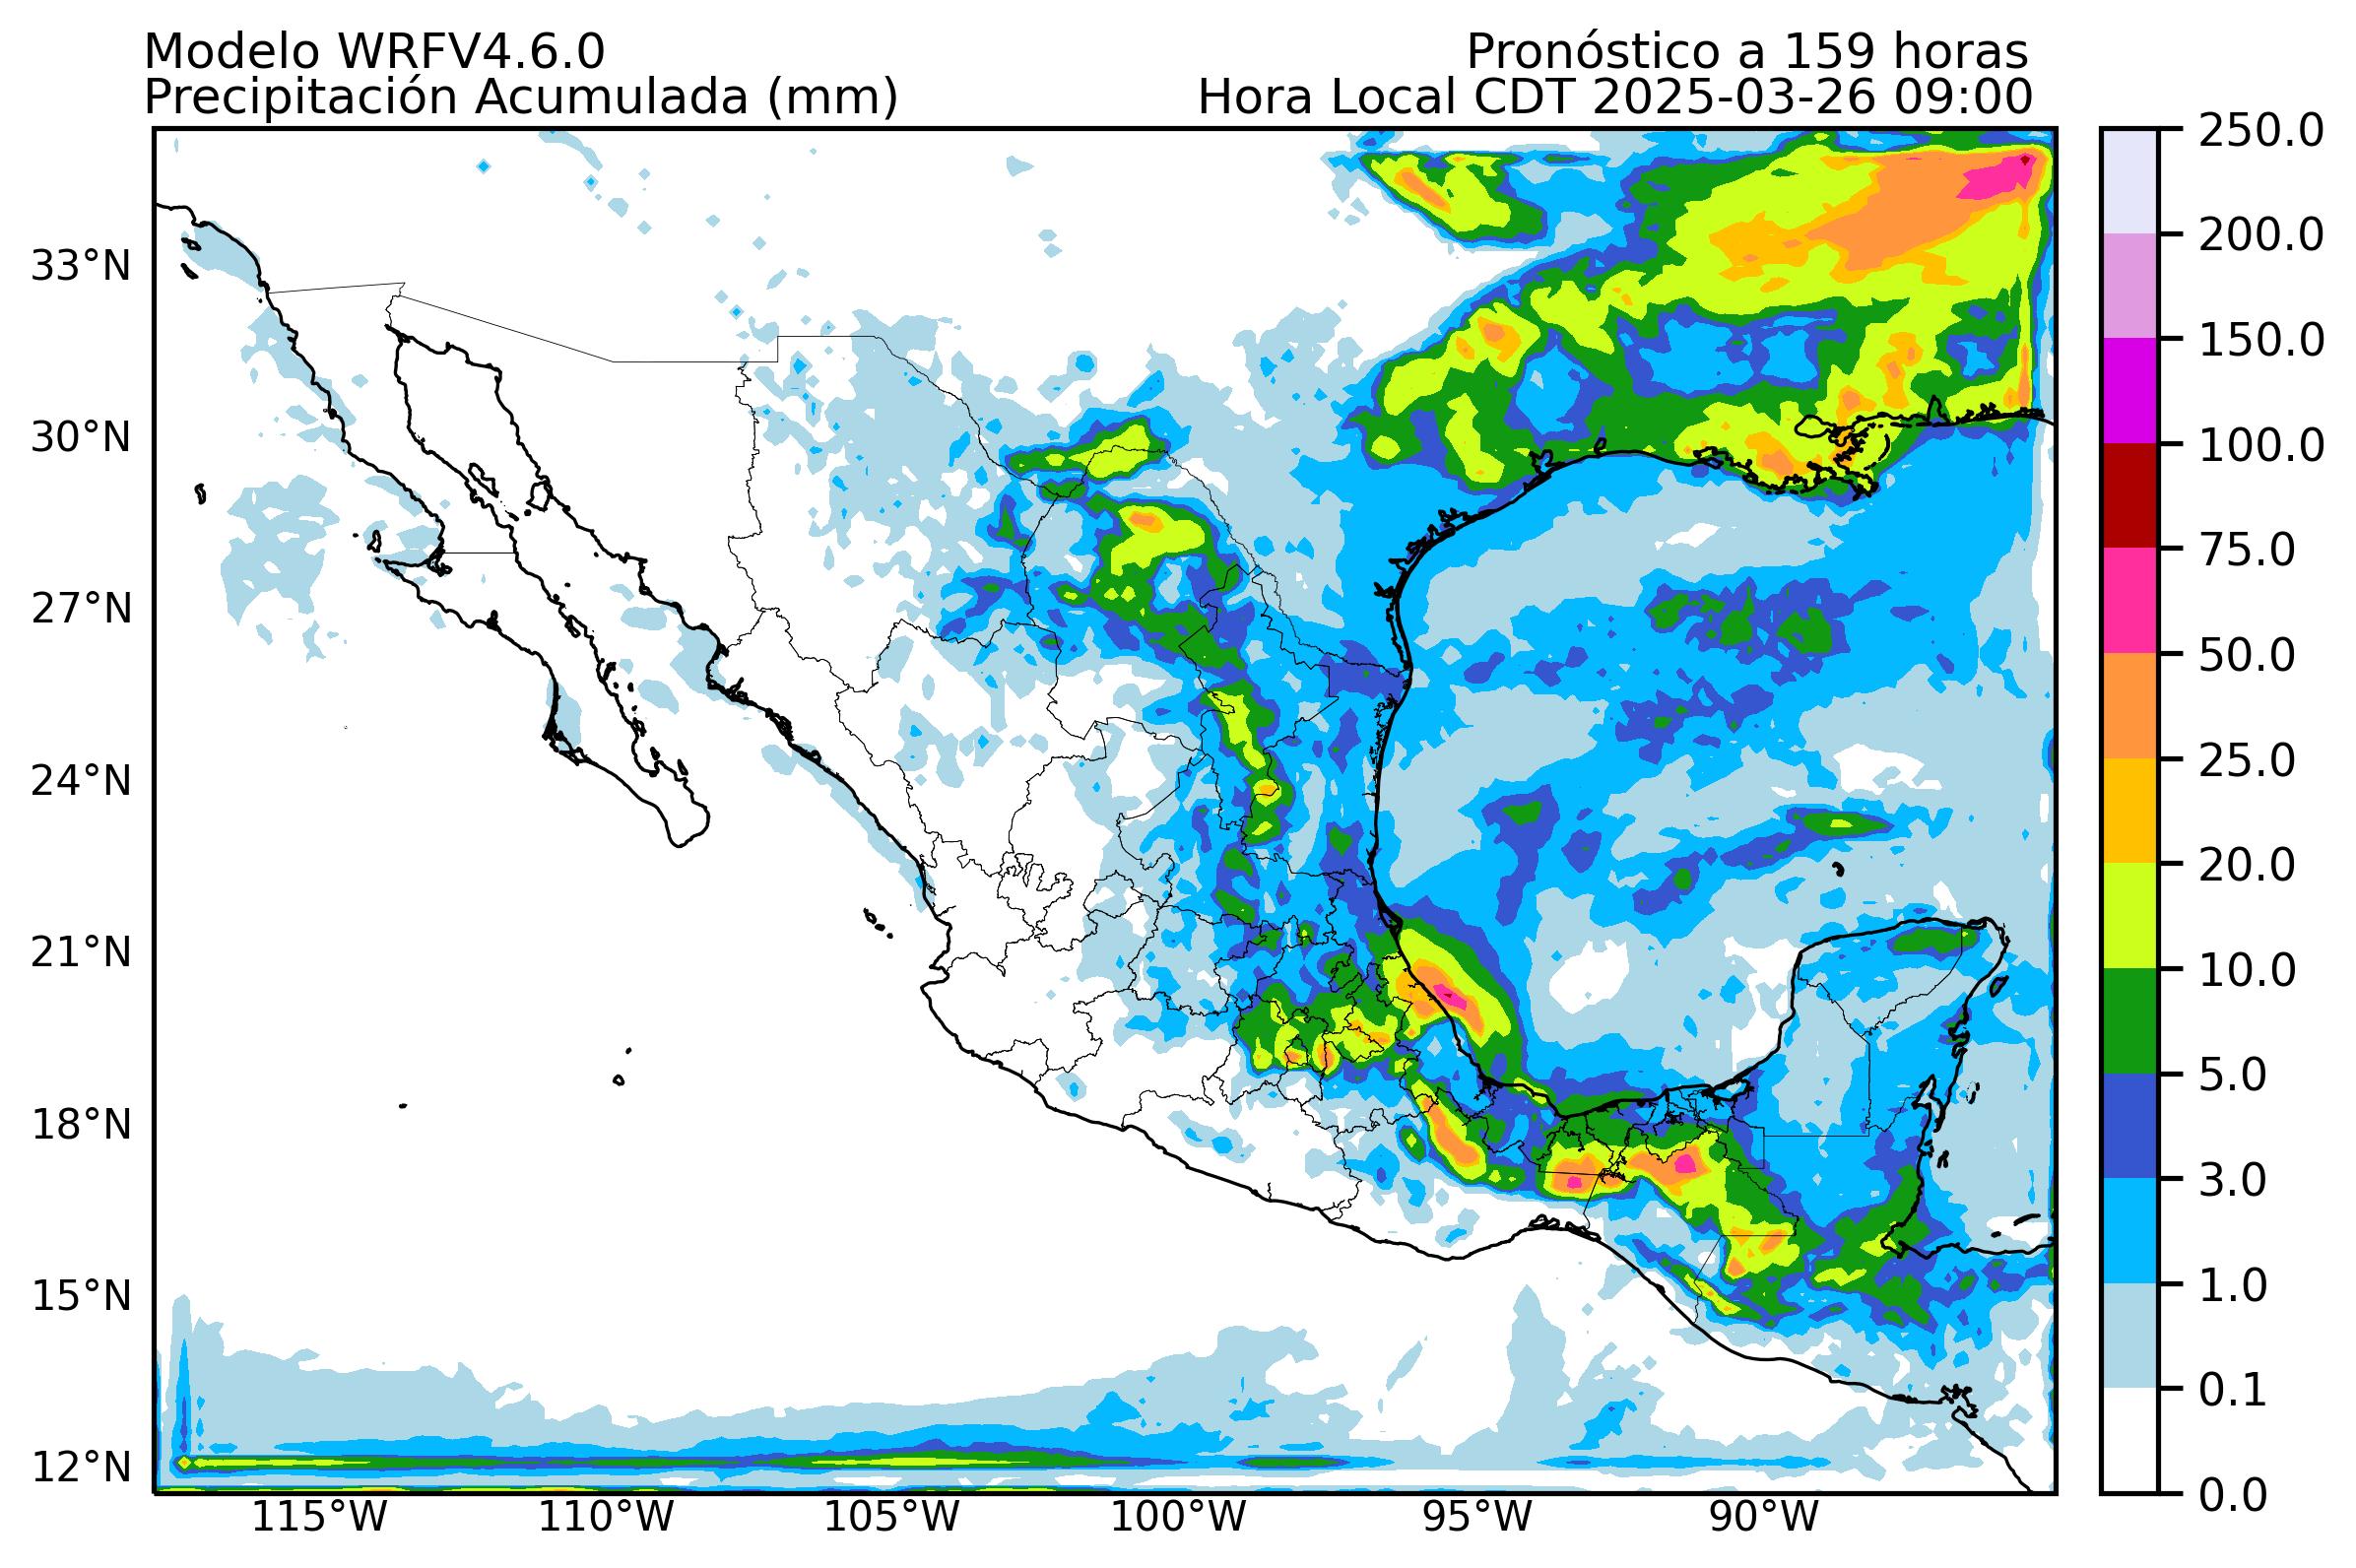 Modelo WRFV4.6.0
Pronóstico a 159 horas
Precipitación Acumulada (mm)
Hora Local CDT 2025-03-26 09:00
250.0
200.0
150.0
100.0
75.0
50.0
25.0
20.0
10.0
5.0
3.0
1.0
0.1
0.0
33°N
30°N
27°N
24°N
21°N
18°N
15°N
12°N
115°W
110°W
105°W
100°W
95°W
90°W